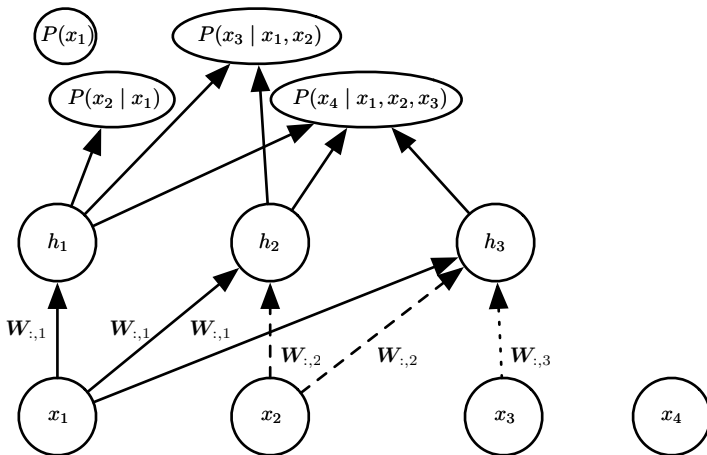 P(x₁)
P(x₃ | x₁, x₂)
P(x₂ | x₁)
P(x₄ | x₁, x₂, x₃)
h₁
h₂
h₃
W:,1
W:,1
W:,1
W:,2
W:,2
W:,3
x₁
x₂
x₃
x₄